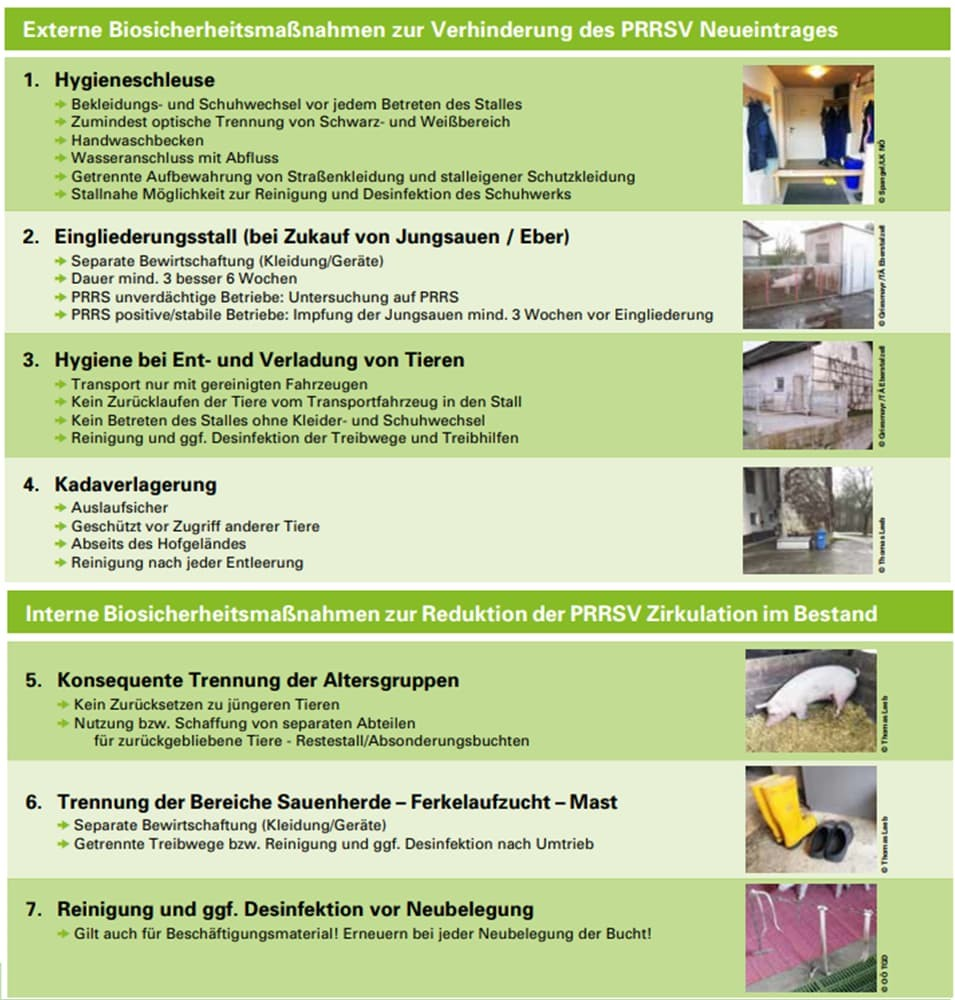 Externe Biosicherheitsmaßnahmen zur Verhinderung des PRRSV Neueintrages
1. Hygieneschleuse
Bekleidungs- und Schuhwechsel vor jedem Betreten des Stalles
Zumindest optische Trennung von Schwarz- und Weißbereich
Handwaschbecken
Wasseranschluss mit Abfluss
Getrennte Aufbewahrung von Straßenkleidung und stalleigener Schutzkleidung
Stallnahe Möglichkeit zur Reinigung und Desinfektion des Schuhwerks
© Spangel/LK NÖ
2. Eingliederungsstall (bei Zukauf von Jungsauen / Eber)
Separate Bewirtschaftung (Kleidung/Geräte)
Dauer mind. 3 besser 6 Wochen
PRRS unverdächtige Betriebe: Untersuchung auf PRRS
PRRS positive/stabile Betriebe: Impfung der Jungsauen mind. 3 Wochen vor Eingliederung
© Griessmayr/TÄ Eberstalzell
3. Hygiene bei Ent- und Verladung von Tieren
Transport nur mit gereinigten Fahrzeugen
Kein Zurücklaufen der Tiere vom Transportfahrzeug in den Stall
Kein Betreten des Stalles ohne Kleider- und Schuhwechsel
Reinigung und ggf. Desinfektion der Treibwege und Treibhilfen
© Griessmayr/TÄ Eberstalzell
4. Kadaverlagerung
Auslaufsicher
Geschützt vor Zugriff anderer Tiere
Abseits des Hofgeländes
Reinigung nach jeder Entleerung
© Thomas Leeb
Interne Biosicherheitsmaßnahmen zur Reduktion der PRRSV Zirkulation im Bestand
5. Konsequente Trennung der Altersgruppen
Kein Zurücksetzen zu jüngeren Tieren
Nutzung bzw. Schaffung von separaten Abteilen
für zurückgebliebene Tiere - Restestall/Absonderungsbuchten
© Thomas Leeb
6. Trennung der Bereiche Sauenherde – Ferkelaufzucht – Mast
Separate Bewirtschaftung (Kleidung/Geräte)
Getrennte Treibwege bzw. Reinigung und ggf. Desinfektion nach Umtrieb
© Thomas Leeb
7. Reinigung und ggf. Desinfektion vor Neubelegung
Gilt auch für Beschäftigungsmaterial! Erneuern bei jeder Neubelegung der Bucht!
© OÖ TGD